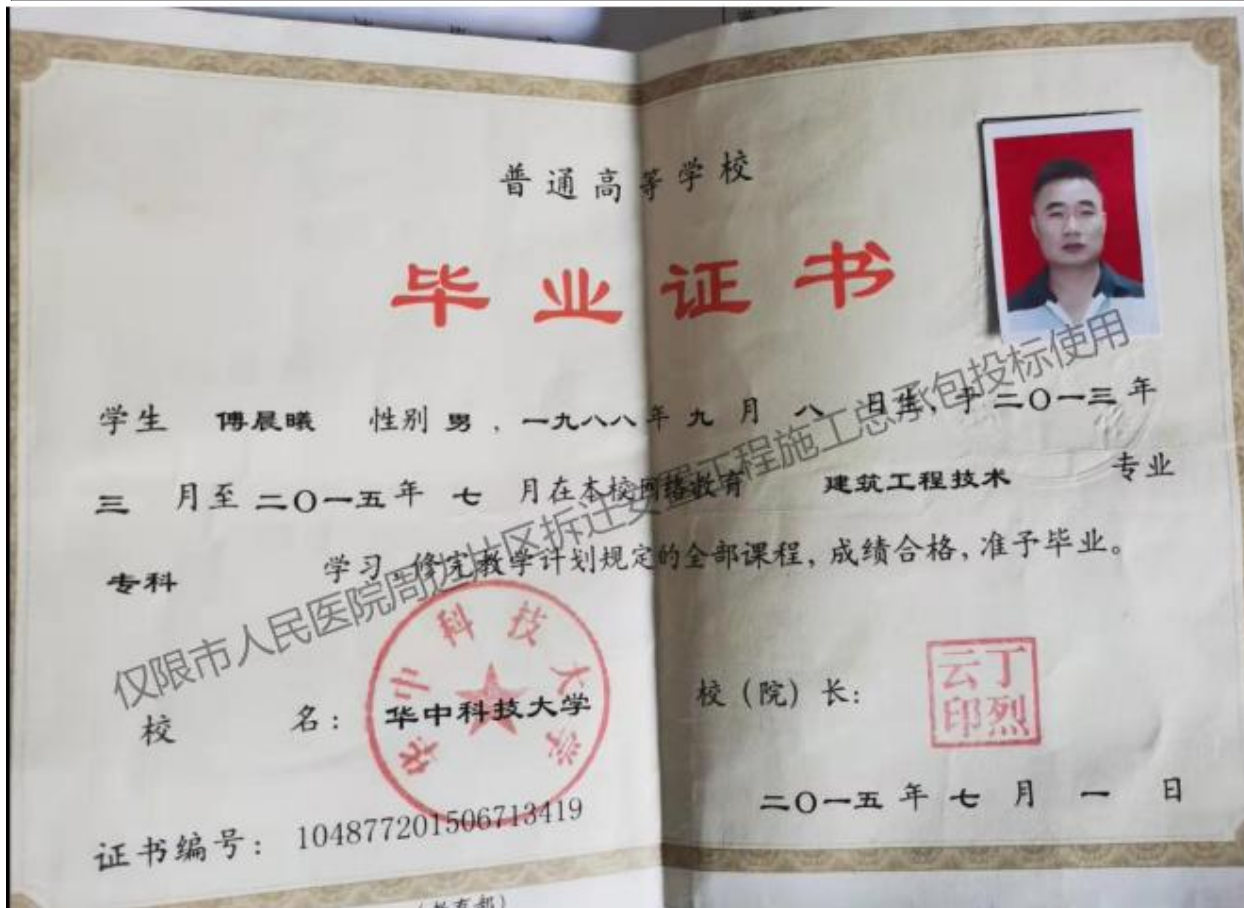 普通高等学校
毕业证书
学生 傅晨曦 性别 男，一九八八年 九 月 八 日生，于 二〇一三 年
三 月至 二〇一五 年 七 月在本校网络教育 建筑工程技术 专业
专科 学习，修完教学计划规定的全部课程，成绩合格，准予毕业。
校 名：华中科技大学
校（院）长：
华中科技大学
丁烈云印
二〇一五 年 七 月 一 日
证书编号：104877201506713419
仅限市人民医院周边片区拆迁安置工程施工总承包投标使用